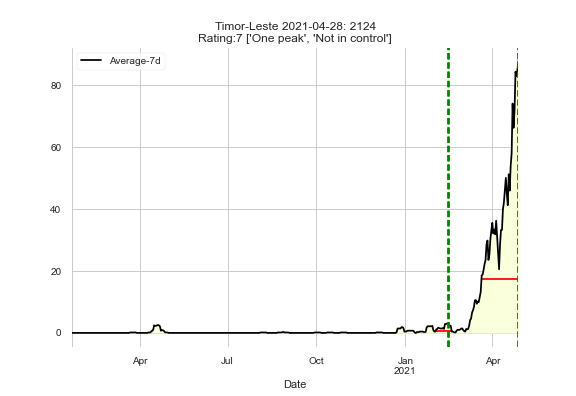 Timor-Leste 2021-04-28: 2124
Rating:7 ['One peak', 'Not in control']
Average-7d
80
60
40
20
0
Apr
Jul
Oct
Jan
2021
Apr
Date